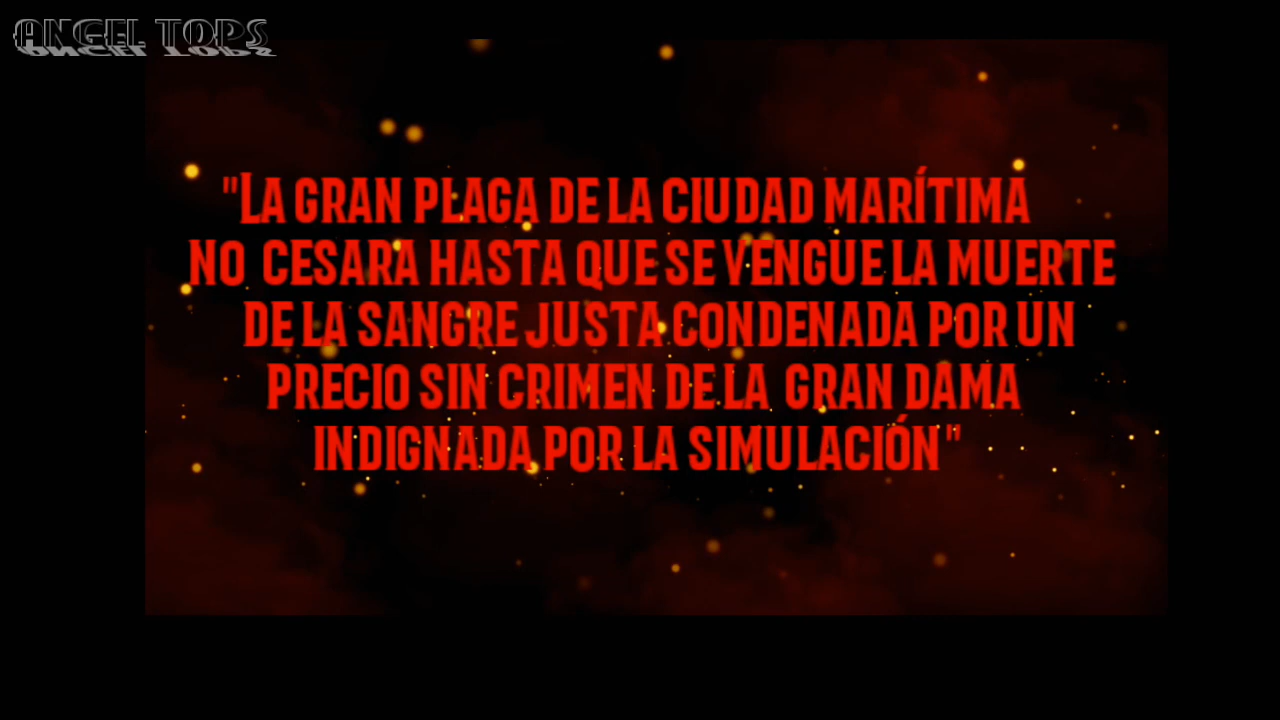 ANGEL TOPS
"LA GRAN PLAGA DE LA CIUDAD MARÍTIMA
NO CESARA HASTA QUE SE VENGUE LA MUERTE
DE LA SANGRE JUSTA CONDENADA POR UN
PRECIO SIN CRIMEN DE LA GRAN DAMA
INDIGNADA POR LA SIMULACIÓN"